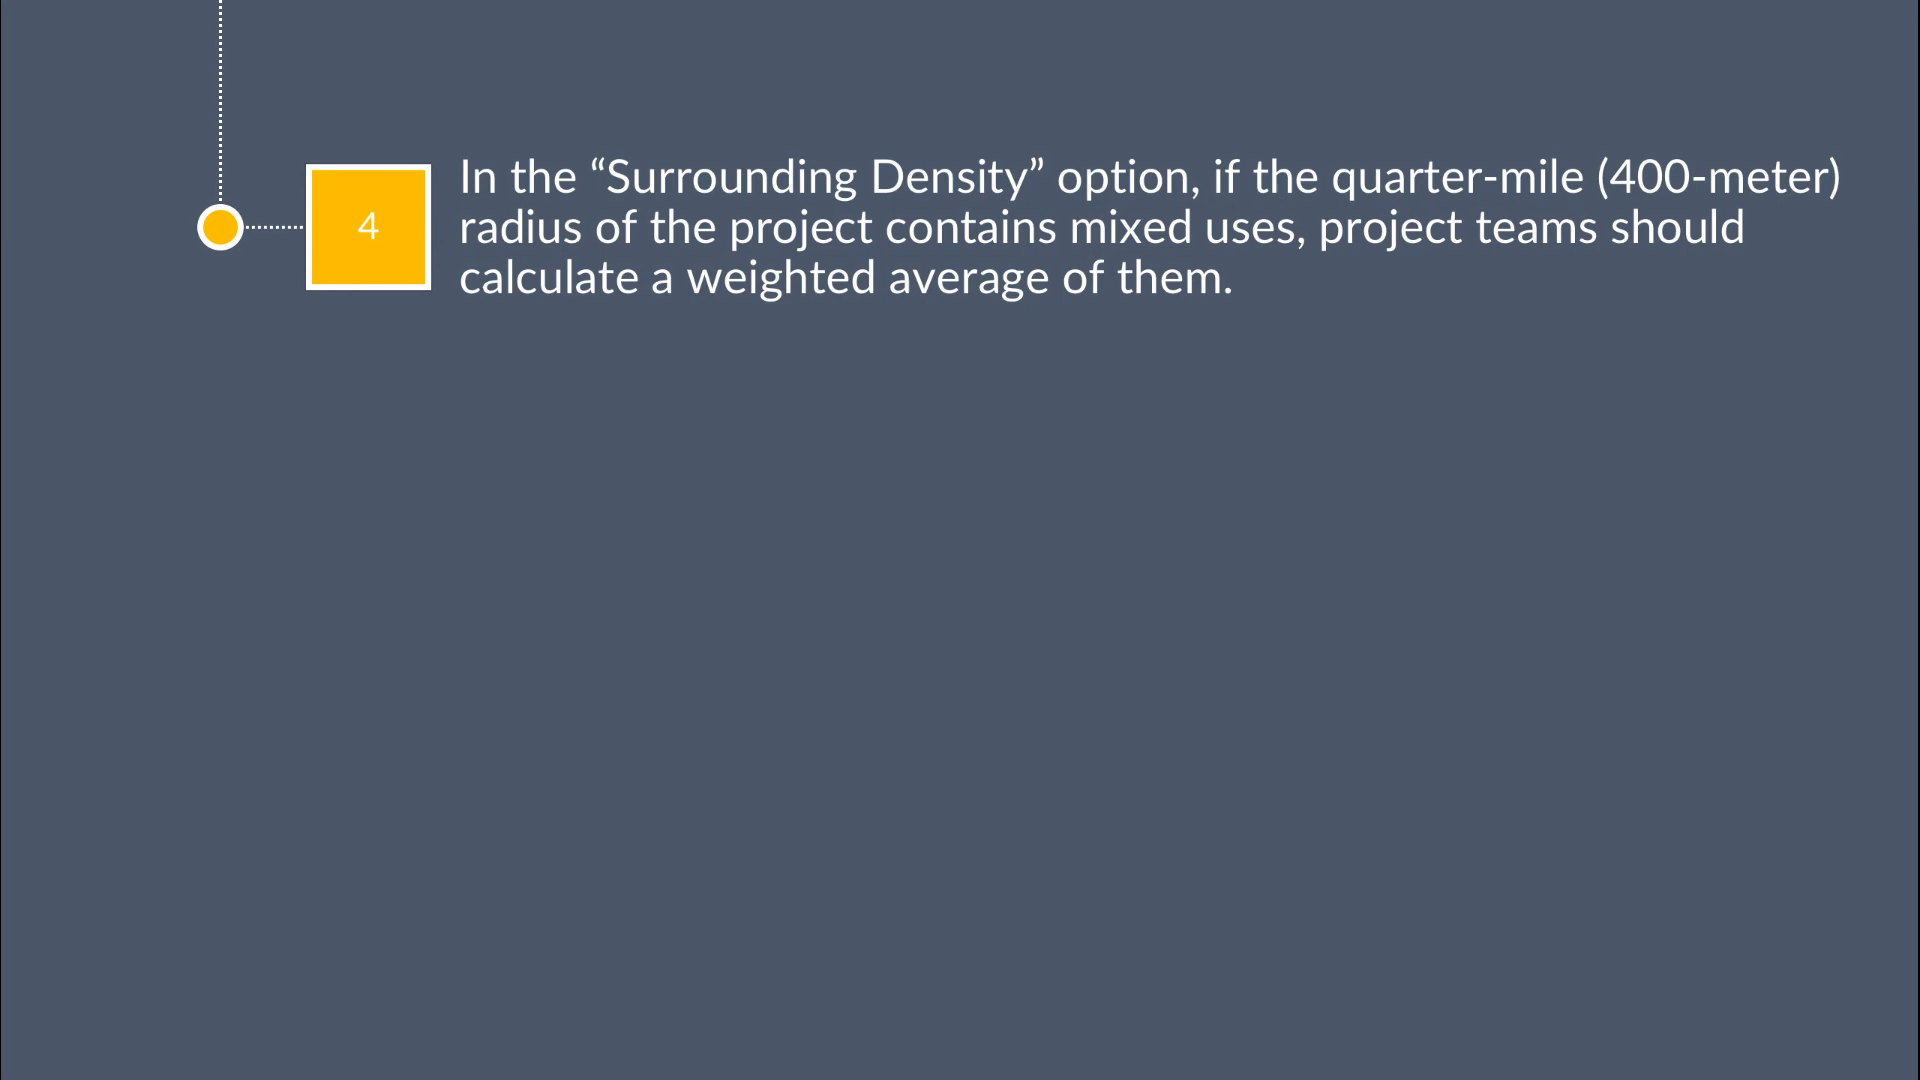 4
In the “Surrounding Density” option, if the quarter-mile (400-meter)
radius of the project contains mixed uses, project teams should
calculate a weighted average of them.